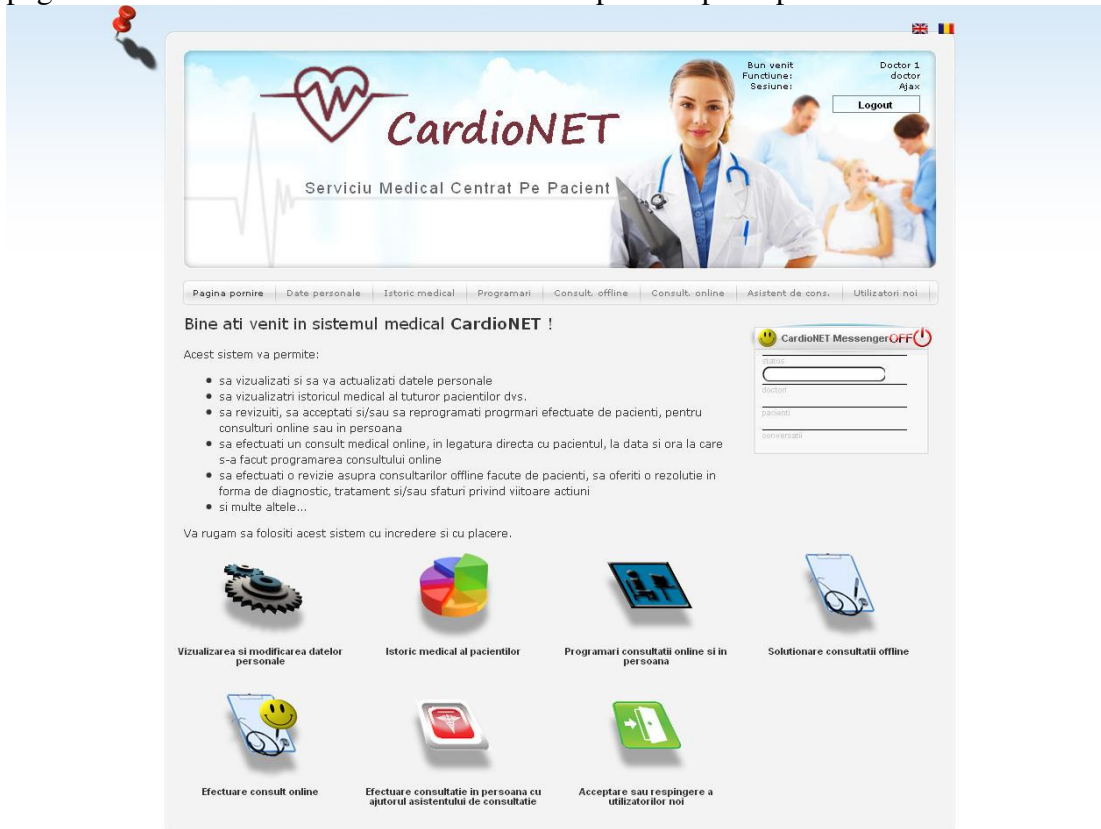 Bun venit Doctor 1
Functiune: doctor
Sesiune: Ajax
Logout
CardioNET
Serviciu Medical Centrat Pe Pacient
Pagina pornire Date personale Istoric medical Programari Consult. offline Consult. online Asistent de cons. Utilizatori noi
Bine ati venit in sistemul medical CardioNET !
Acest sistem va permite:
sa vizualizati si sa va actualizati datele personale
sa vizualizatri istoricul medical al tuturor pacientilor dvs.
sa revizuiti, sa acceptati si/sau sa reprogramati progrmari efectuate de pacienti, pentru
consulturi online sau in persoana
sa efectuati un consult medical online, in legatura directa cu pacientul, la data si ora la care
s-a facut programarea consultului online
sa efectuati o revizie asupra consultarilor offline facute de pacienti, sa oferiti o rezolutie in
forma de diagnostic, tratament si/sau sfaturi privind viitoare actiuni
si multe altele...
Va rugam sa folositi acest sistem cu incredere si cu placere.
CardioNET Messenger OFF
status
doctori
pacienti
conversatii
Vizualizarea si modificarea datelor
personale
Istoric medical al pacientilor
Programari consultatii online si in
persoana
Solutionare consultatii offline
Efectuare consult online
Efectuare consultatie in persoana cu
ajutorul asistentului de consultatie
Acceptare sau respingere a
utilizatorilor noi